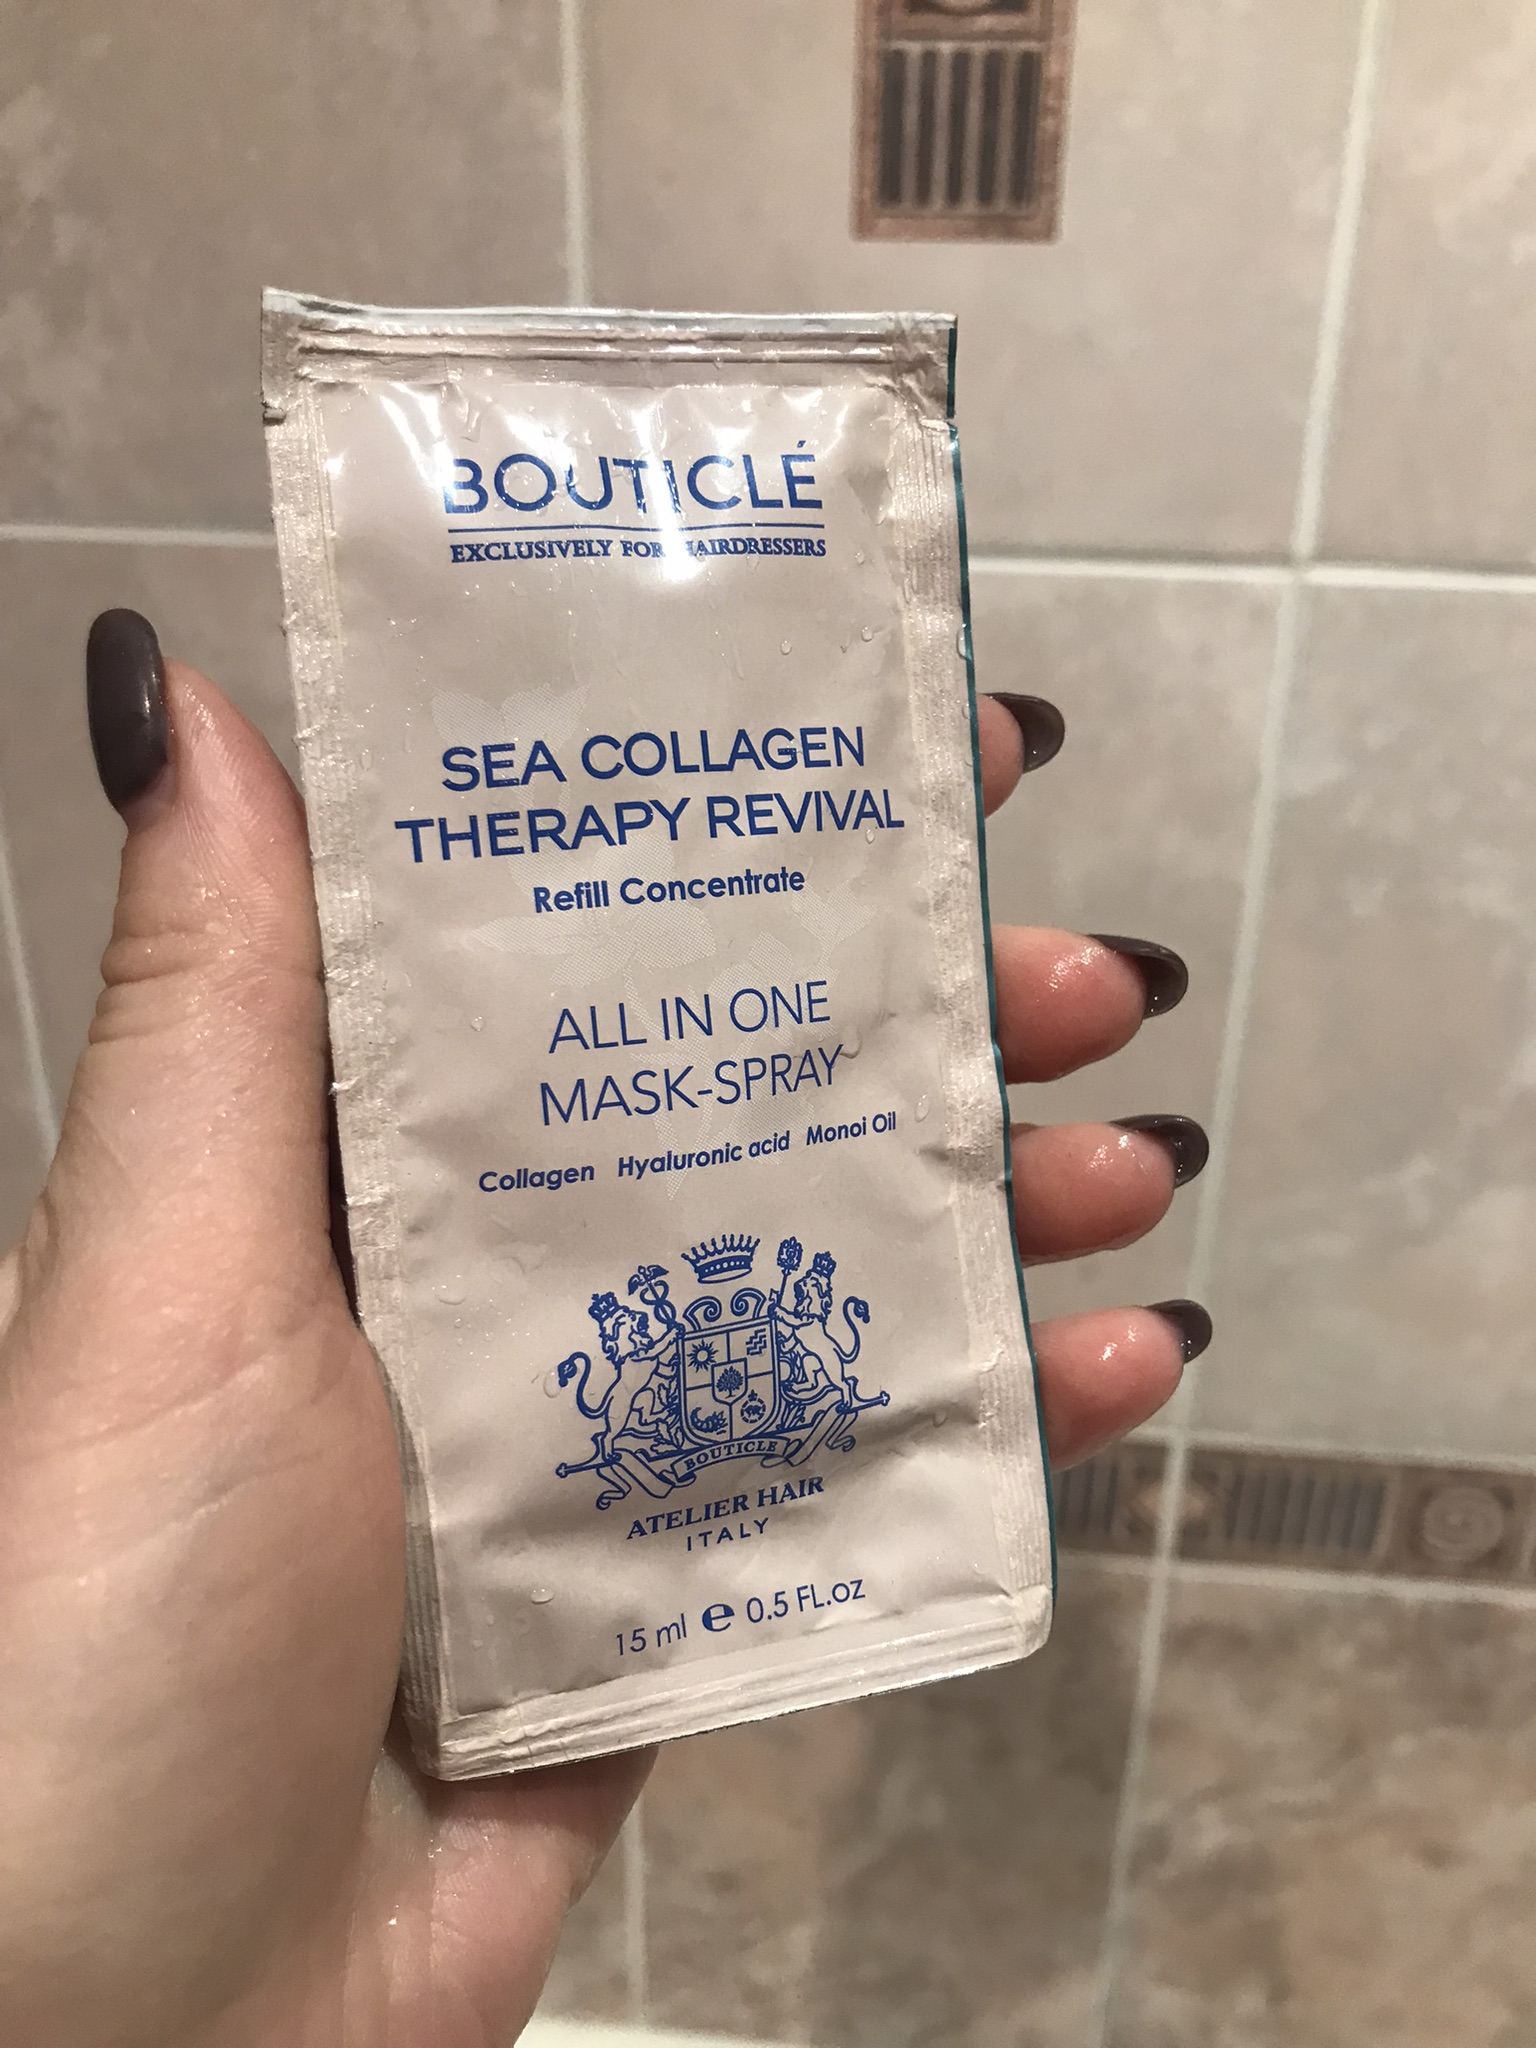 BOUTICLÉ
EXCLUSIVELY FOR HAIRDRESSERS
SEA COLLAGEN
THERAPY REVIVAL
Refill Concentrate
ALL IN ONE
MASK-SPRAY
Collagen Hyaluronic acid Monoi Oil
BOUTICLE
ATELIER HAIR
ITALY
15 ml e 0.5 FL.oz